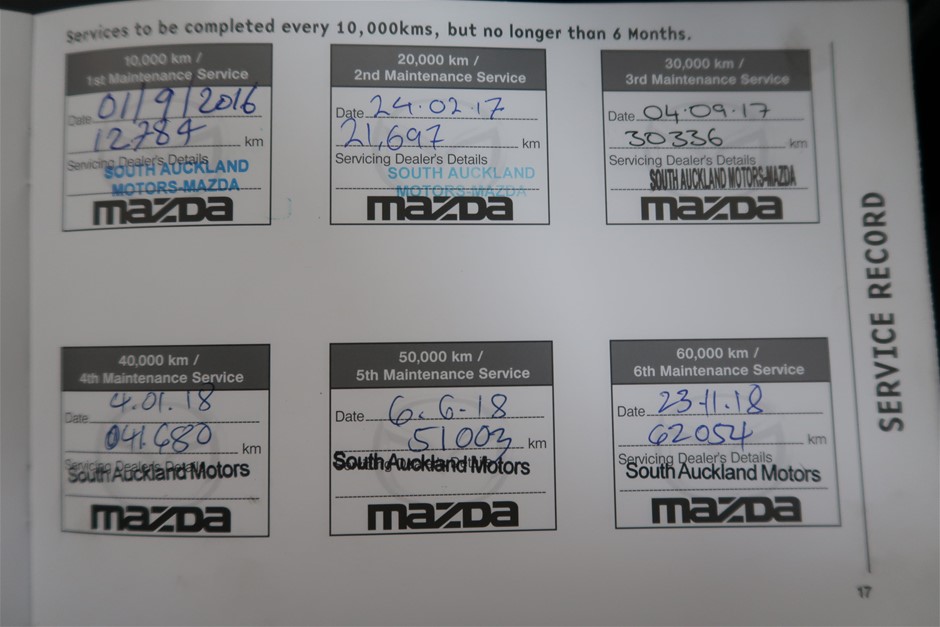 Services to be completed every 10,000kms, but no longer than 6 Months.
10,000 km /
1st Maintenance Service
Date 01/9/2016
12784 km
Servicing Dealer's Details
SOUTH AUCKLAND
MOTORS-MAZDA
mazda
20,000 km /
2nd Maintenance Service
Date 24.02.17
21,697 km
Servicing Dealer's Details
SOUTH AUCKLAND
MOTORS-MAZDA
mazda
30,000 km /
3rd Maintenance Service
Date 04.09.17
30336 km
Servicing Dealer's Details
SOUTH AUCKLAND MOTORS-MAZDA
mazda
40,000 km /
4th Maintenance Service
Date 4.01.18
041680 km
Servicing Dealer's Details
South Auckland Motors
mazda
50,000 km /
5th Maintenance Service
Date 6.6-18
51003 km
Servicing Dealer's Details
South Auckland Motors
mazda
60,000 km /
6th Maintenance Service
Date 23-11.18
62054 km
Servicing Dealer's Details
South Auckland Motors
mazda
SERVICE RECORD
17